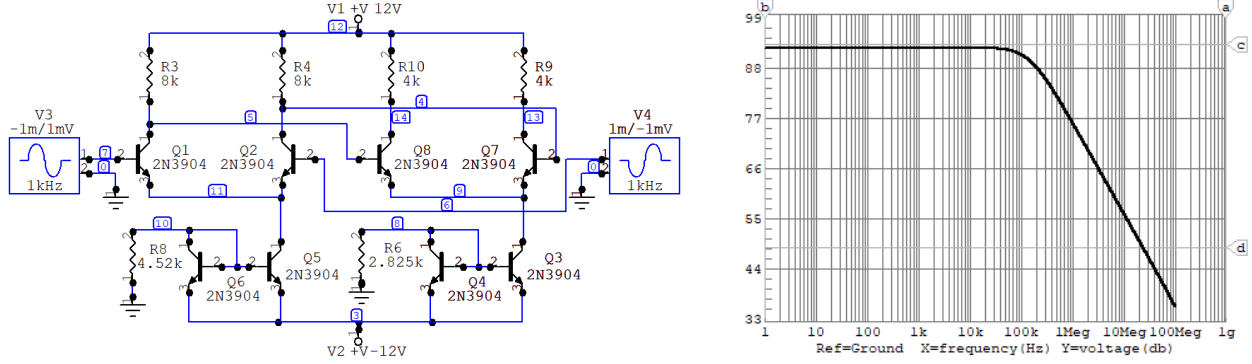 V1 +V 12V
12
R3
8k
R4
8k
R10
4k
R9
4k
V3
-1m/1mV
1kHz
V4
1m/-1mV
1kHz
5
4
14
13
7
0
0
Q1
2N3904
Q2
2N3904
Q8
2N3904
Q7
2N3904
11
9
6
10
8
R8
4.52k
Q6
2N3904
Q5
2N3904
R6
2.825k
Q4
2N3904
Q3
2N3904
3
V2 +V-12V
b
a
c
d
99
88
77
66
55
44
33
1 10 100 1k 10k 100k 1Meg 10Meg 100Meg 1g
Ref=Ground X=frequency(Hz) Y=voltage(db)